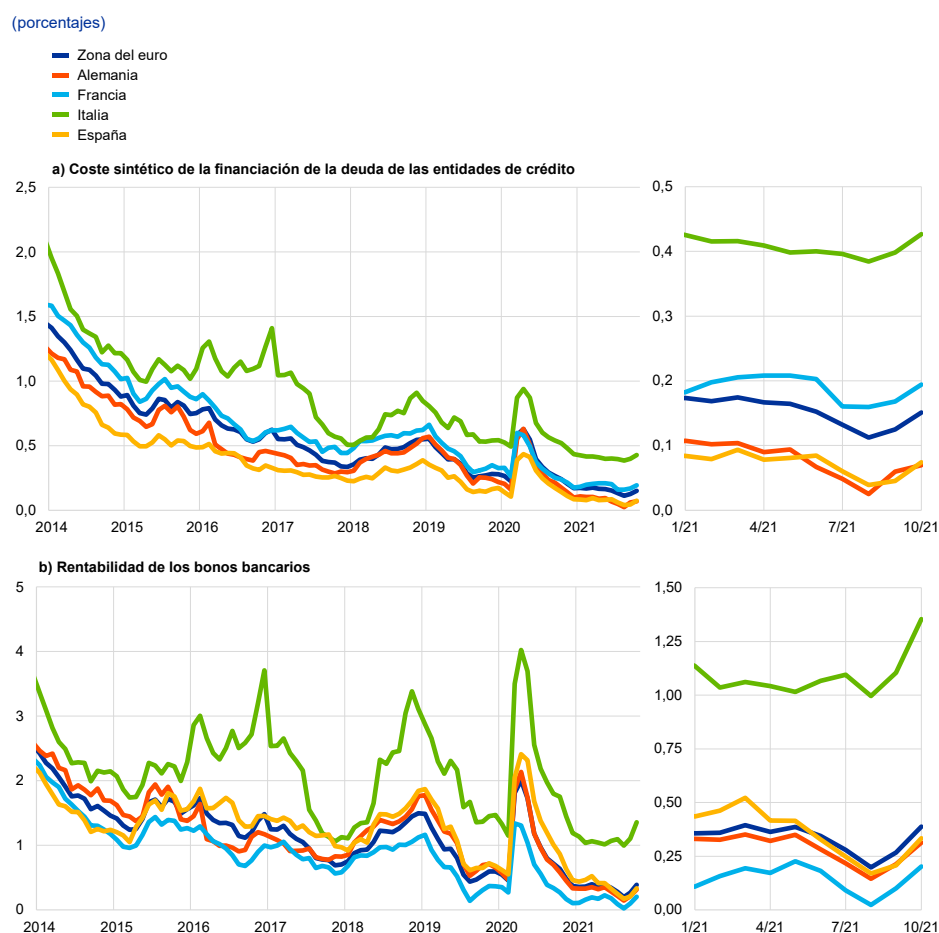 (porcentajes)
Zona del euro
Alemania
Francia
Italia
España
a) Coste sintético de la financiación de la deuda de las entidades de crédito
2,5
2,0
1,5
1,0
0,5
0,0
2014 2015 2016 2017 2018 2019 2020 2021
0,5
0,4
0,3
0,2
0,1
0,0
1/21 4/21 7/21 10/21
b) Rentabilidad de los bonos bancarios
5
4
3
2
1
0
2014 2015 2016 2017 2018 2019 2020 2021
1,50
1,25
1,00
0,75
0,50
0,25
0,00
1/21 4/21 7/21 10/21